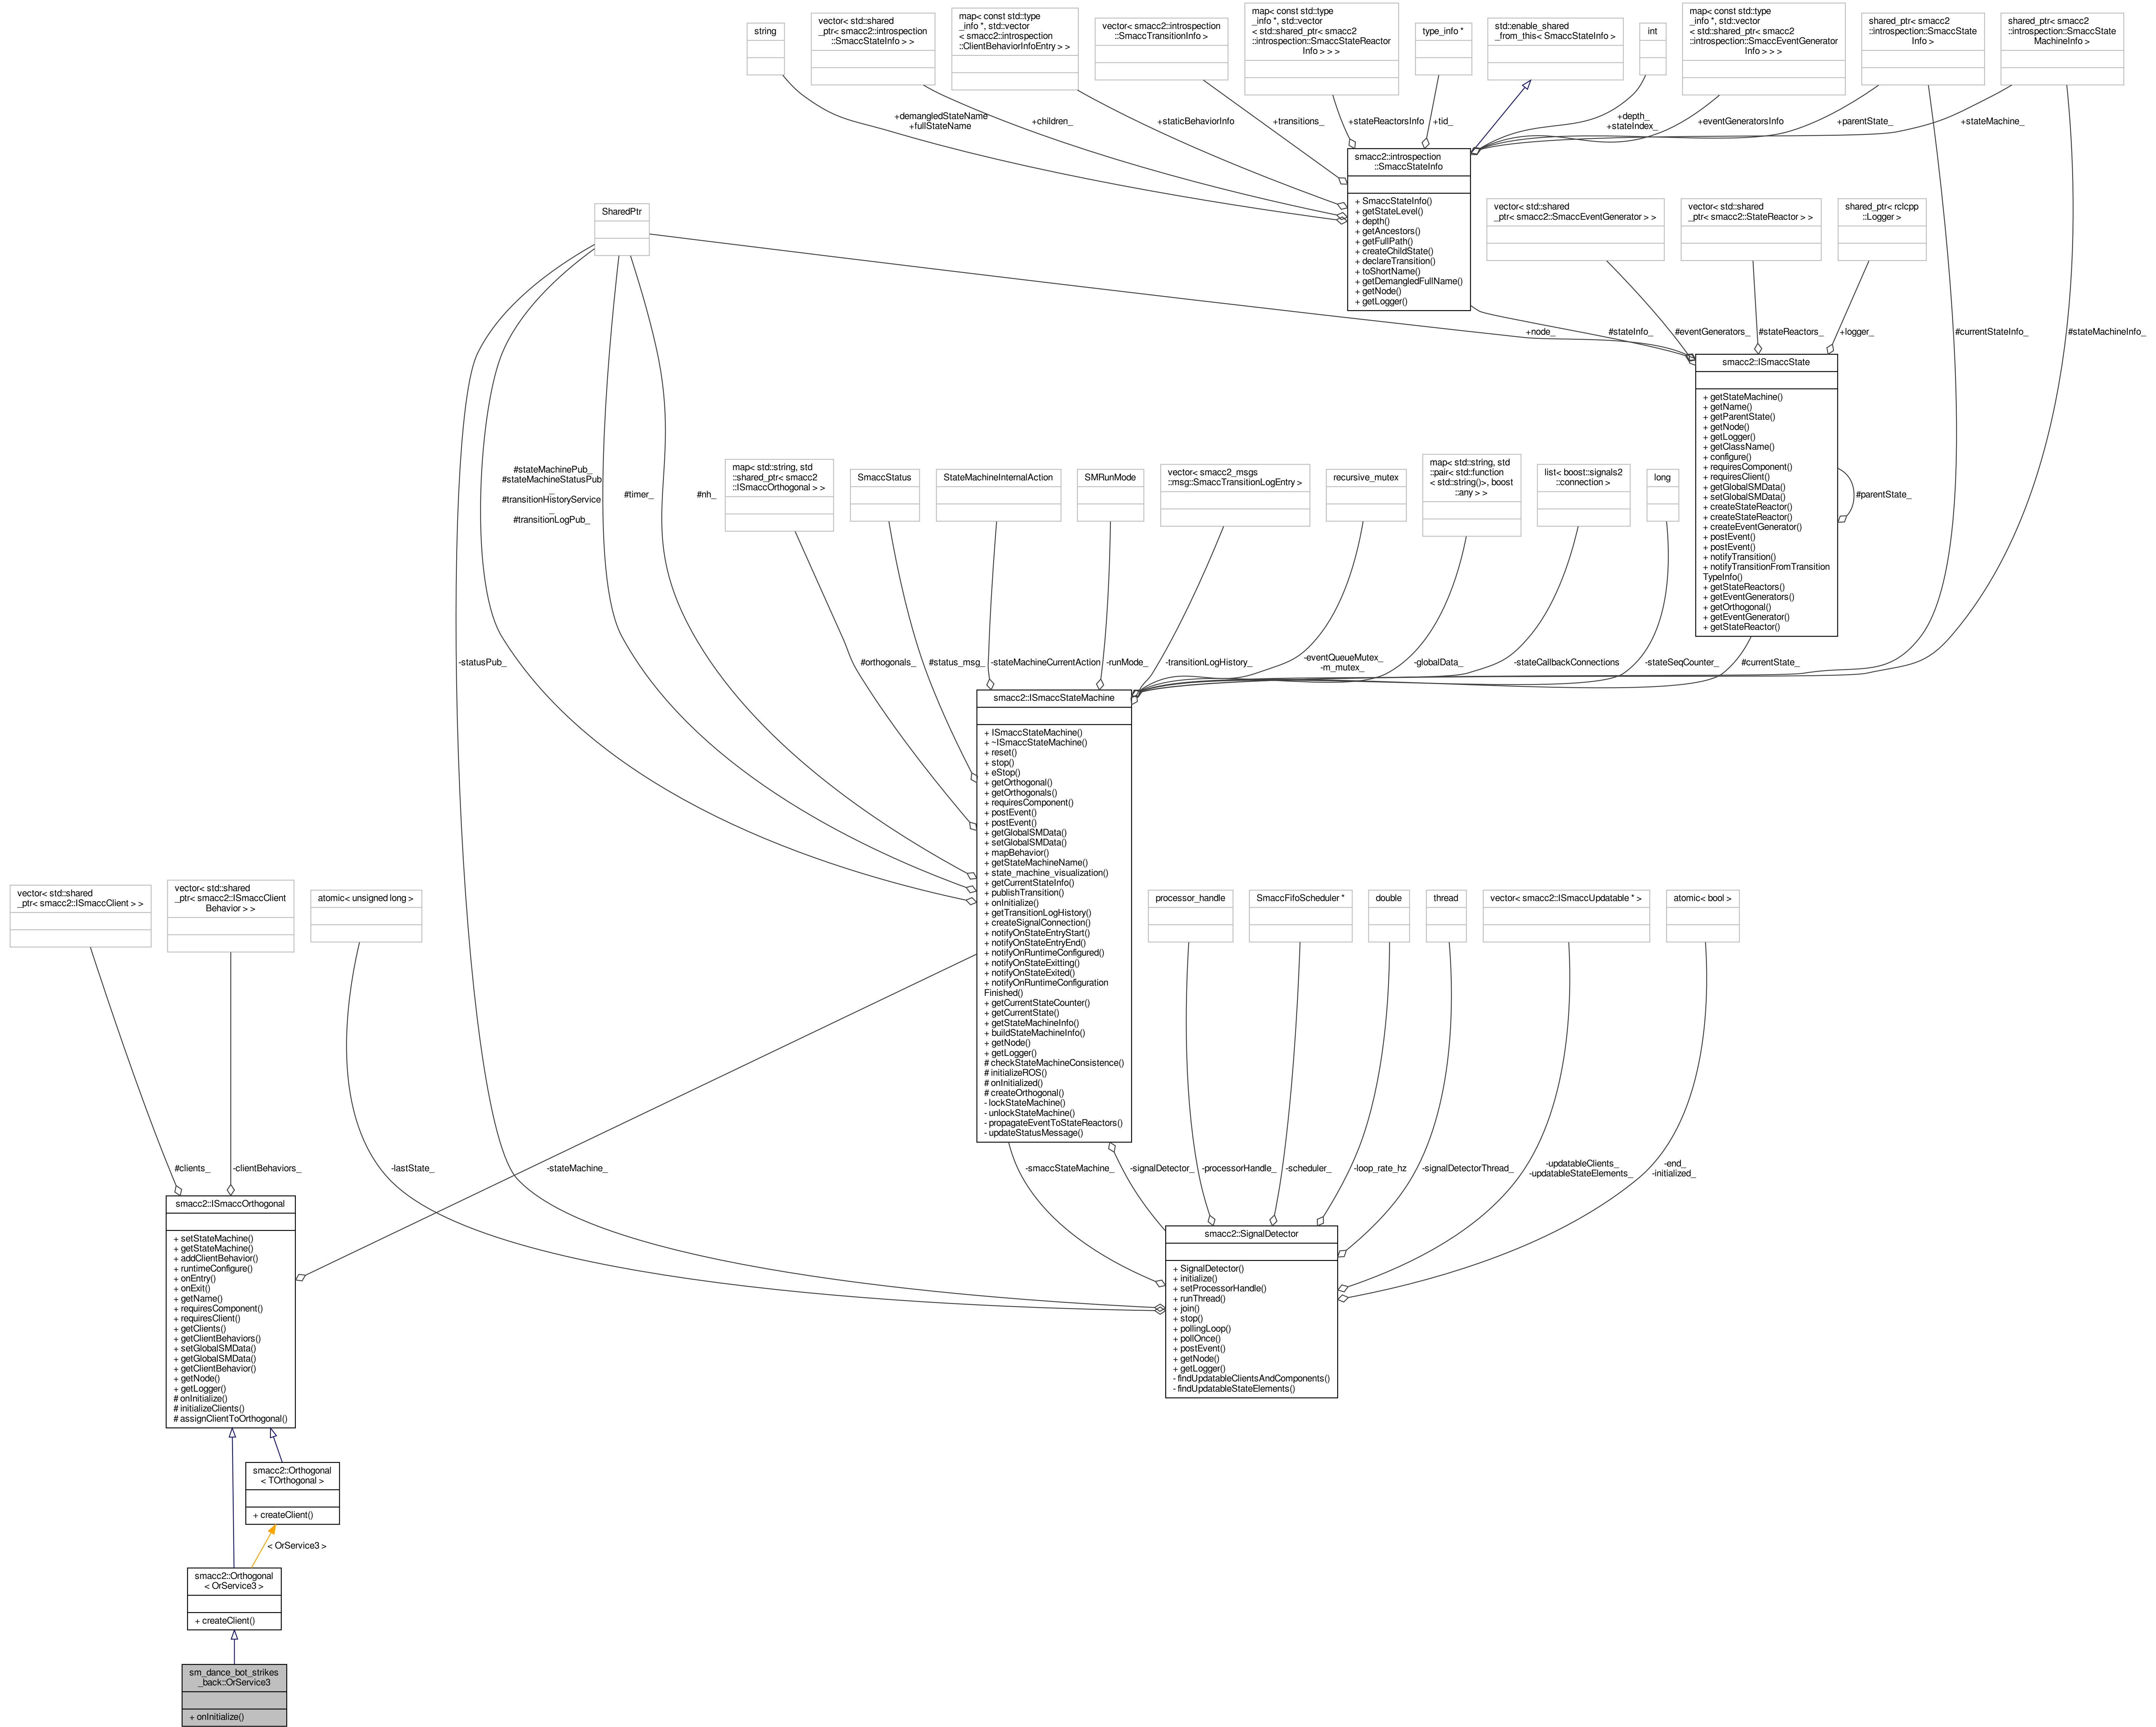 string
vector< std::shared
_ptr< smacc2::introspection
::SmaccStateInfo > >
map< const std::type
_info *, std::vector
< smacc2::introspection
::ClientBehaviorInfoEntry > >
vector< smacc2::introspection
::SmaccTransitionInfo >
map< const std::type
_info *, std::vector
< std::shared_ptr< smacc2
::introspection::SmaccStateReactor
Info > > >
type_info *
std::enable_shared
_from_this< SmaccStateInfo >
int
map< const std::type
_info *, std::vector
< std::shared_ptr< smacc2
::introspection::SmaccEventGenerator
Info > > >
shared_ptr< smacc2
::introspection::SmaccState
Info >
shared_ptr< smacc2
::introspection::SmaccState
MachineInfo >
+demangledStateName
+fullStateName
+children_
+staticBehaviorInfo
+transitions_
+stateReactorsInfo
+tid_
+depth_
+stateIndex_
+eventGeneratorsInfo
+parentState_
+stateMachine_
smacc2::introspection
::SmaccStateInfo
+ SmaccStateInfo()
+ getStateLevel()
+ depth()
+ getAncestors()
+ getFullPath()
+ createChildState()
+ declareTransition()
+ toShortName()
+ getDemangledFullName()
+ getNode()
+ getLogger()
SharedPtr
vector< std::shared
_ptr< smacc2::SmaccEventGenerator > >
vector< std::shared
_ptr< smacc2::StateReactor > >
shared_ptr< rclcpp
::Logger >
+node_
#stateInfo_
#eventGenerators_
#stateReactors_
+logger_
#currentStateInfo_
#stateMachineInfo_
smacc2::ISmaccState
+ getStateMachine()
+ getName()
+ getParentState()
+ getNode()
+ getLogger()
+ getClassName()
+ configure()
+ requiresComponent()
+ requiresClient()
+ getGlobalSMData()
+ setGlobalSMData()
+ createStateReactor()
+ createStateReactor()
+ createEventGenerator()
+ postEvent()
+ postEvent()
+ notifyTransition()
+ notifyTransitionFromTransition
TypeInfo()
+ getStateReactors()
+ getEventGenerators()
+ getOrthogonal()
+ getEventGenerator()
+ getStateReactor()
#parentState_
#stateMachinePub_
#stateMachineStatusPub
_
#transitionHistoryService
_
#transitionLogPub_
#timer_
#nh_
map< std::string, std
::shared_ptr< smacc2
::ISmaccOrthogonal > >
SmaccStatus
StateMachineInternalAction
SMRunMode
vector< smacc2_msgs
::msg::SmaccTransitionLogEntry >
recursive_mutex
map< std::string, std
::pair< std::function
< std::string()>, boost
::any > >
list< boost::signals2
::connection >
long
-statusPub_
#orthogonals_
#status_msg_
-stateMachineCurrentAction
-runMode_
-transitionLogHistory_
-eventQueueMutex_
-m_mutex_
-globalData_
-stateCallbackConnections
-stateSeqCounter_
#currentState_
smacc2::ISmaccStateMachine
+ ISmaccStateMachine()
+ ~ISmaccStateMachine()
+ reset()
+ stop()
+ eStop()
+ getOrthogonal()
+ getOrthogonals()
+ requiresComponent()
+ postEvent()
+ postEvent()
+ getGlobalSMData()
+ setGlobalSMData()
+ mapBehavior()
+ getStateMachineName()
+ state_machine_visualization()
+ getCurrentStateInfo()
+ publishTransition()
+ onInitialize()
+ getTransitionLogHistory()
+ createSignalConnection()
+ notifyOnStateEntryStart()
+ notifyOnStateEntryEnd()
+ notifyOnRuntimeConfigured()
+ notifyOnStateExitting()
+ notifyOnStateExited()
+ notifyOnRuntimeConfiguration
Finished()
+ getCurrentStateCounter()
+ getCurrentState()
+ getStateMachineInfo()
+ buildStateMachineInfo()
+ getNode()
+ getLogger()
# checkStateMachineConsistence()
# initializeROS()
# onInitialized()
# createOrthogonal()
- lockStateMachine()
- unlockStateMachine()
- propagateEventToStateReactors()
- updateStatusMessage()
vector< std::shared
_ptr< smacc2::ISmaccClient > >
vector< std::shared
_ptr< smacc2::ISmaccClient
Behavior > >
atomic< unsigned long >
processor_handle
SmaccFifoScheduler *
double
thread
vector< smacc2::ISmaccUpdatable * >
atomic< bool >
#clients_
-clientBehaviors_
-lastState_
-stateMachine_
-smaccStateMachine_
-signalDetector_
-processorHandle_
-scheduler_
-loop_rate_hz
-signalDetectorThread_
-updatableClients_
-updatableStateElements_
-end_
-initialized_
smacc2::ISmaccOrthogonal
+ setStateMachine()
+ getStateMachine()
+ addClientBehavior()
+ runtimeConfigure()
+ onEntry()
+ onExit()
+ getName()
+ requiresComponent()
+ requiresClient()
+ getClients()
+ getClientBehaviors()
+ setGlobalSMData()
+ getGlobalSMData()
+ getClientBehavior()
+ getNode()
+ getLogger()
# onInitialize()
# initializeClients()
# assignClientToOrthogonal()
smacc2::SignalDetector
+ SignalDetector()
+ initialize()
+ setProcessorHandle()
+ runThread()
+ join()
+ stop()
+ pollingLoop()
+ pollOnce()
+ postEvent()
+ getNode()
+ getLogger()
- findUpdatableClientsAndComponents()
- findUpdatableStateElements()
smacc2::Orthogonal
< TOrthogonal >
+ createClient()
< OrService3 >
smacc2::Orthogonal
< OrService3 >
+ createClient()
sm_dance_bot_strikes
_back::OrService3
+ onInitialize()